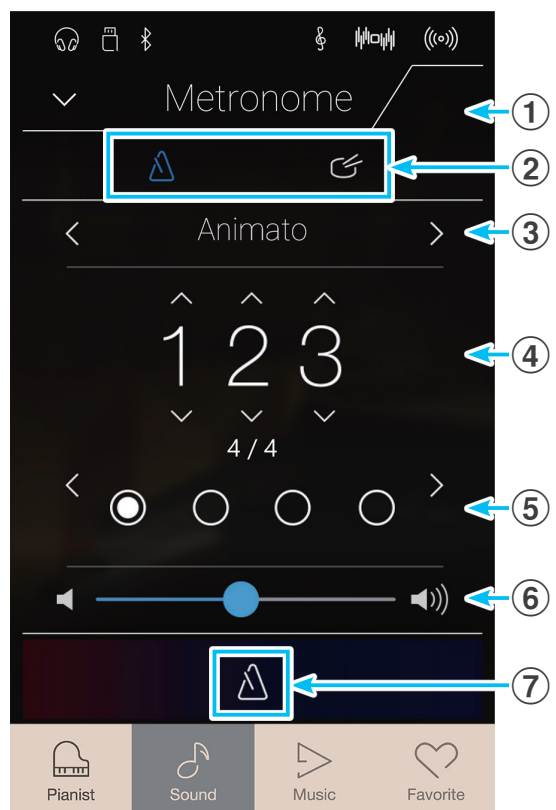 Metronome
①
②
Animato
③
1 2 3
④
4 / 4
⑤
⑥
⑦
Pianist Sound Music Favorite